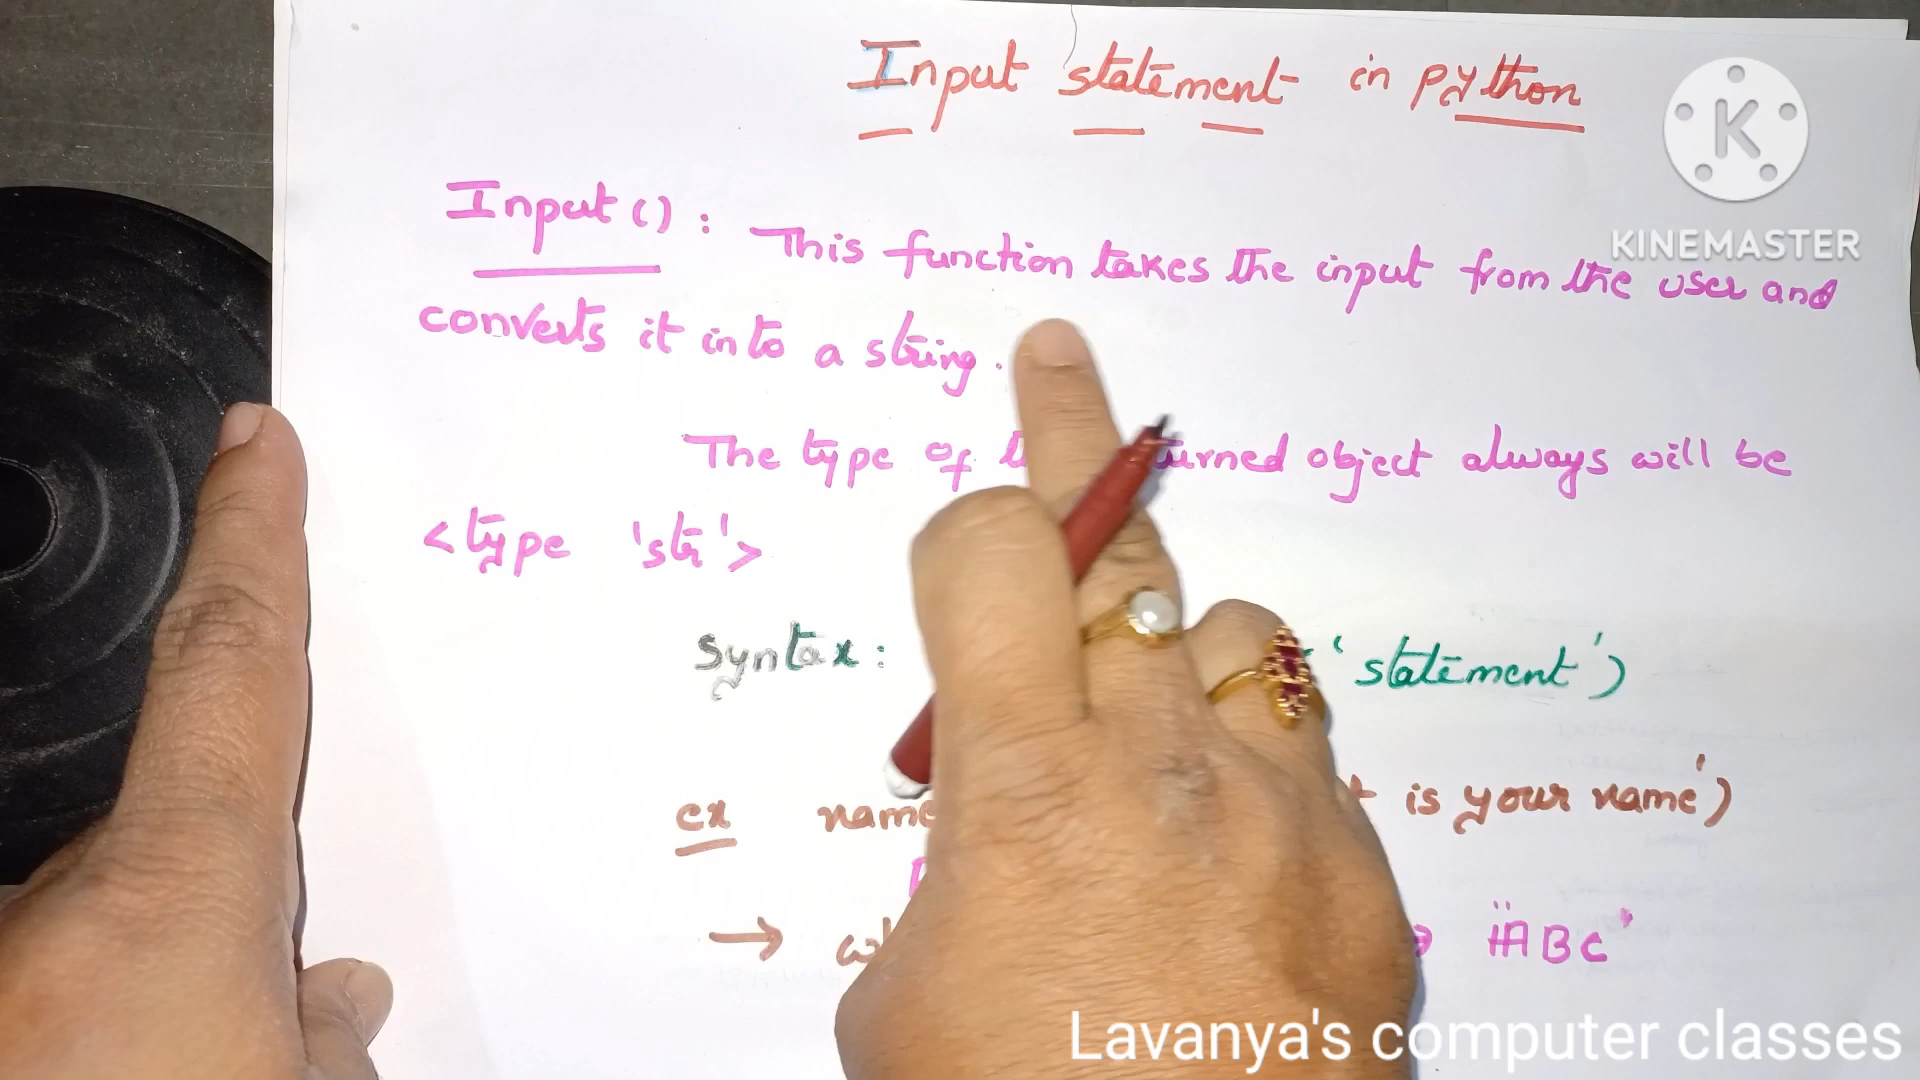 Input statement in python
K
KINEMASTER
Input() : This function takes the input from the user and
converts it into a string.
The type of object always will be
<type 'str'>
Syntax: 'statement')
ex name is your name')
→ ABC
Lavanya's computer classes